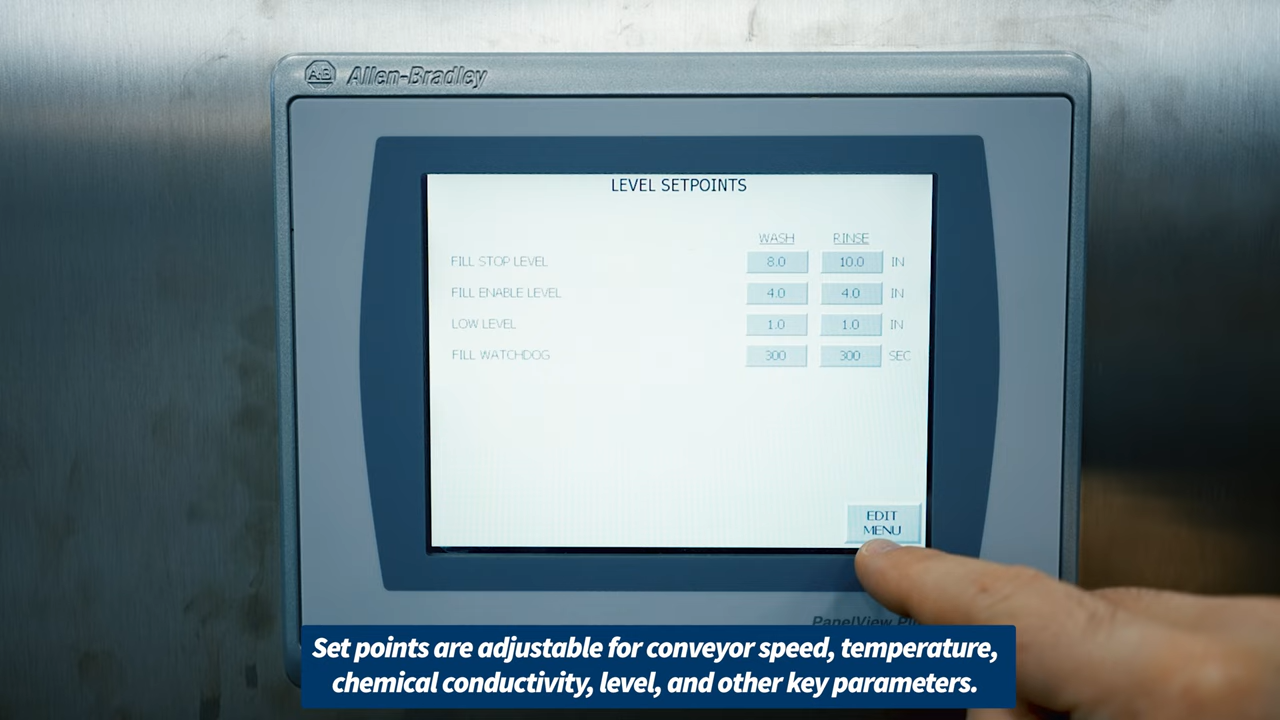 A-B Allen-Bradley
LEVEL SETPOINTS
WASH RINSE
FILL STOP LEVEL 8.0 10.0 IN
FILL ENABLE LEVEL 4.0 4.0 IN
LOW LEVEL 1.0 1.0 IN
FILL WATCHDOG 300 300 SEC
EDIT
MENU
PanelView
Set points are adjustable for conveyor speed, temperature,
chemical conductivity, level, and other key parameters.